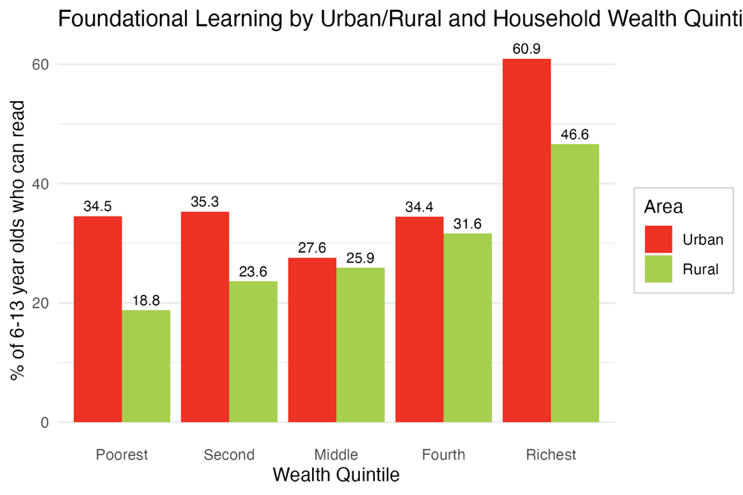 Foundational Learning by Urban/Rural and Household Wealth Quinti
% of 6-13 year olds who can read
60
40
20
0
34.5
18.8
35.3
23.6
27.6
25.9
34.4
31.6
60.9
46.6
Poorest
Second
Middle
Fourth
Richest
Wealth Quintile
Area
Urban
Rural